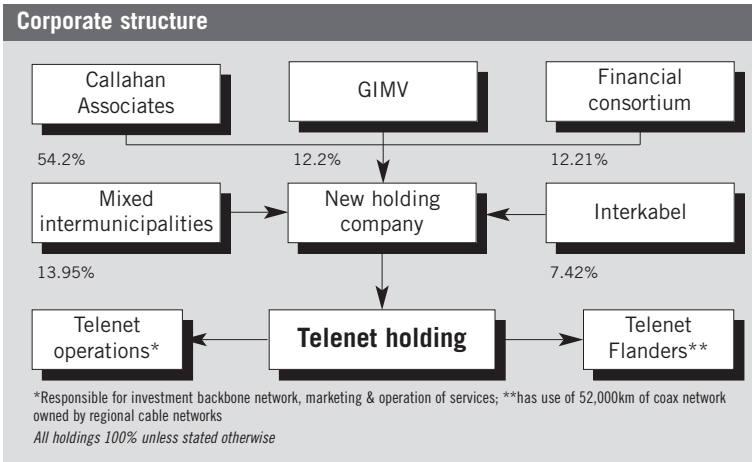 Corporate structure
Callahan
Associates
GIMV
Financial
consortium
54.2%
12.2%
12.21%
Mixed
intermunicipalities
New holding
company
Interkabel
13.95%
7.42%
Telenet
operations*
Telenet holding
Telenet
Flanders**
*Responsible for investment backbone network, marketing & operation of services; **has use of 52,000km of coax network
owned by regional cable networks
All holdings 100% unless stated otherwise